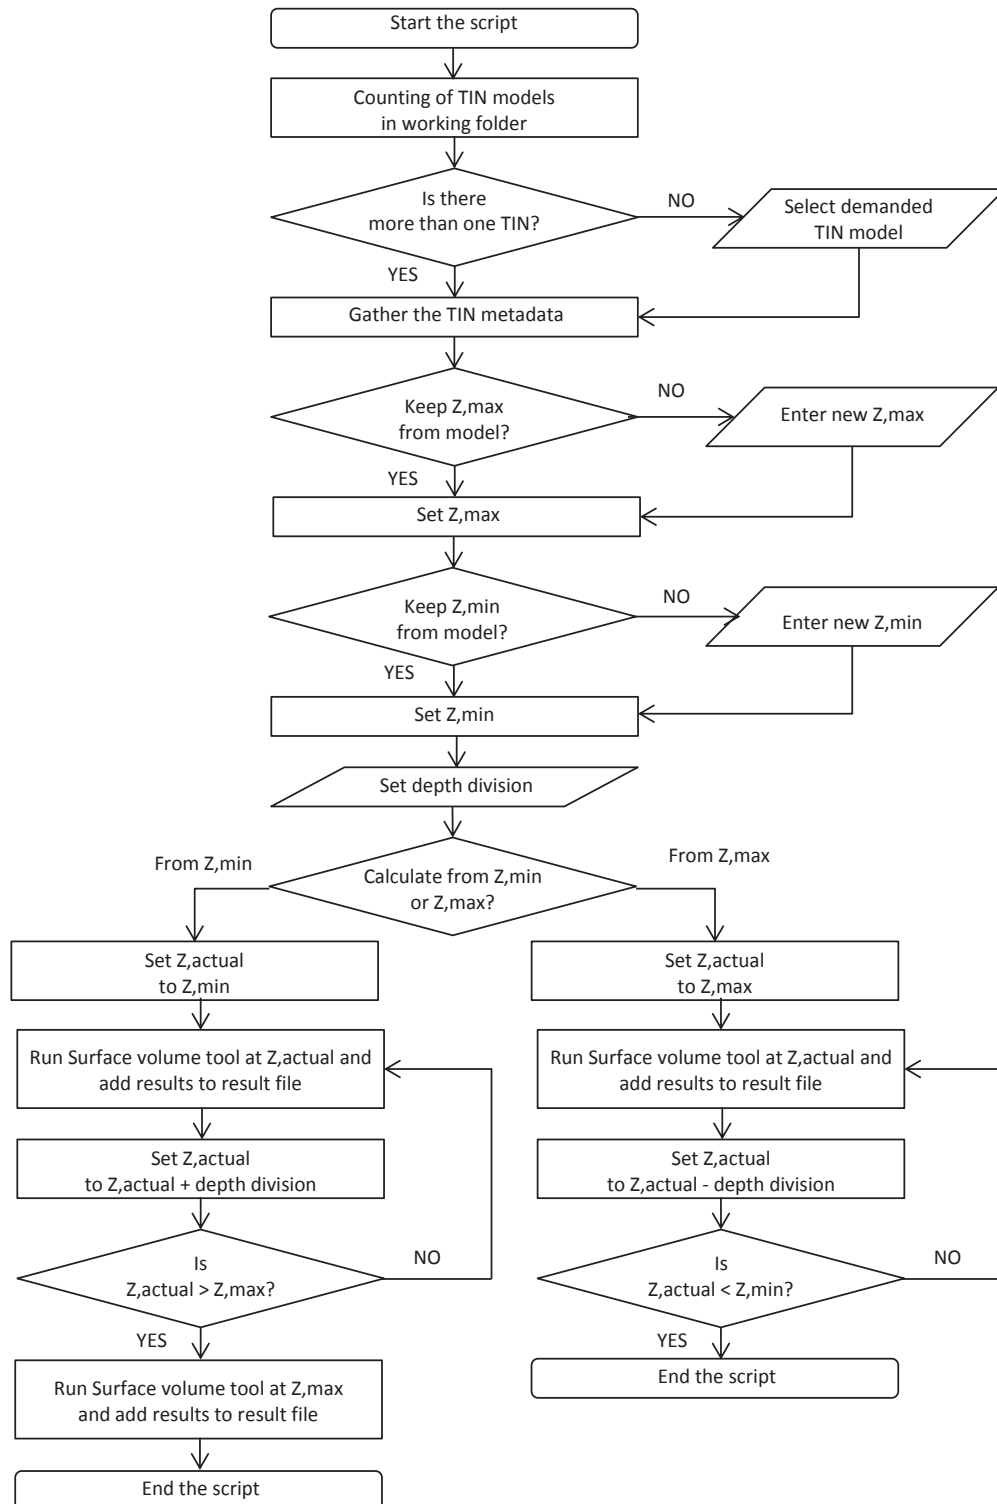 Start the script
Counting of TIN models
in working folder
Is there
more than one TIN?
NO
Select demanded
TIN model
YES
Gather the TIN metadata
Keep Z,max
from model?
NO
Enter new Z,max
YES
Set Z,max
Keep Z,min
from model?
NO
Enter new Z,min
YES
Set Z,min
Set depth division
Calculate from Z,min
or Z,max?
From Z,min
From Z,max
Set Z,actual
to Z,min
Run Surface volume tool at Z,actual and
add results to result file
Set Z,actual
to Z,actual + depth division
Is
Z,actual > Z,max?
NO
YES
Run Surface volume tool at Z,max
and add results to result file
End the script
Set Z,actual
to Z,max
Run Surface volume tool at Z,actual and
add results to result file
Set Z,actual
to Z,actual - depth division
Is
Z,actual < Z,min?
NO
YES
End the script